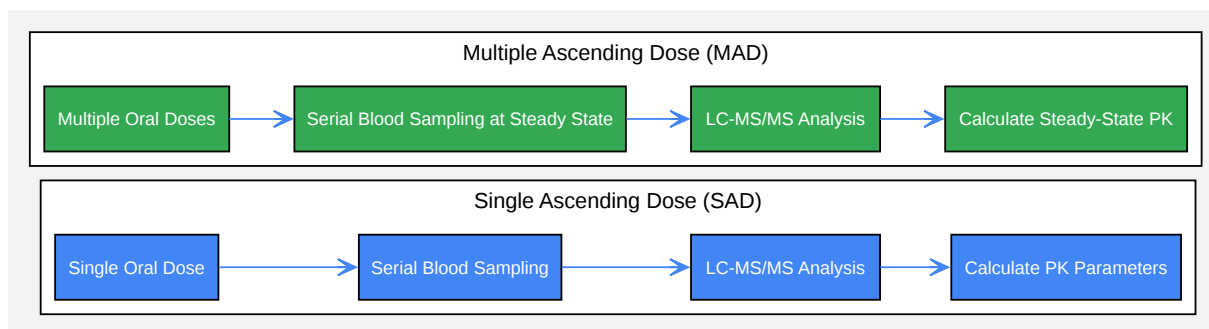 Multiple Ascending Dose (MAD)
Multiple Oral Doses
Serial Blood Sampling at Steady State
LC-MS/MS Analysis
Calculate Steady-State PK
Single Ascending Dose (SAD)
Single Oral Dose
Serial Blood Sampling
LC-MS/MS Analysis
Calculate PK Parameters